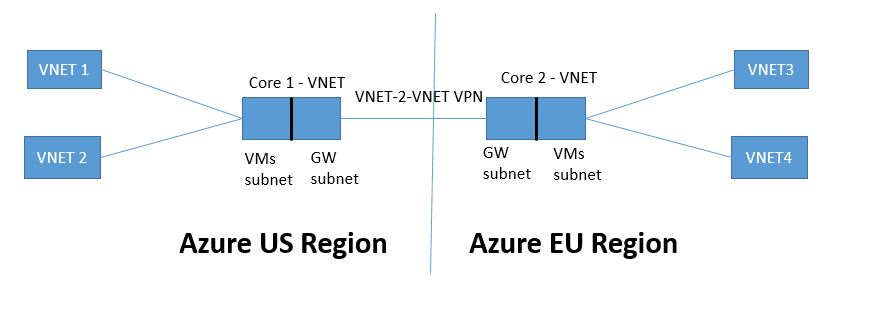 VNET 1
VNET 2
Core 1 - VNET
VMs
subnet
GW
subnet
VNET-2-VNET VPN
Core 2 - VNET
GW
subnet
VMs
subnet
VNET3
VNET4
Azure US Region
Azure EU Region